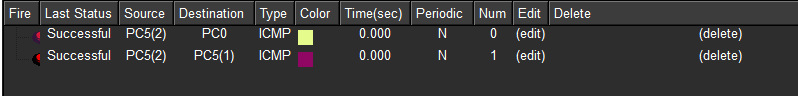 Fire Last Status Source Destination Type Color Time(sec) Periodic Num Edit Delete
Successful PC5(2) PC0 ICMP 0.000 N 0 (edit) (delete)
Successful PC5(2) PC5(1) ICMP 0.000 N 1 (edit) (delete)